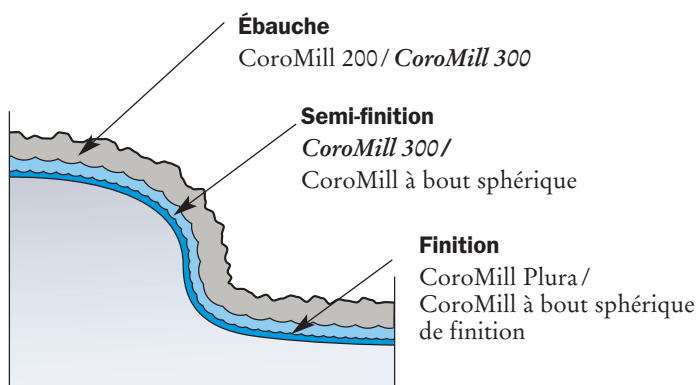 Ébauche
CoroMill 200 / CoroMill 300
Semi-finition
CoroMill 300 /
CoroMill à bout sphérique
Finition
CoroMill Plura /
CoroMill à bout sphérique
de finition